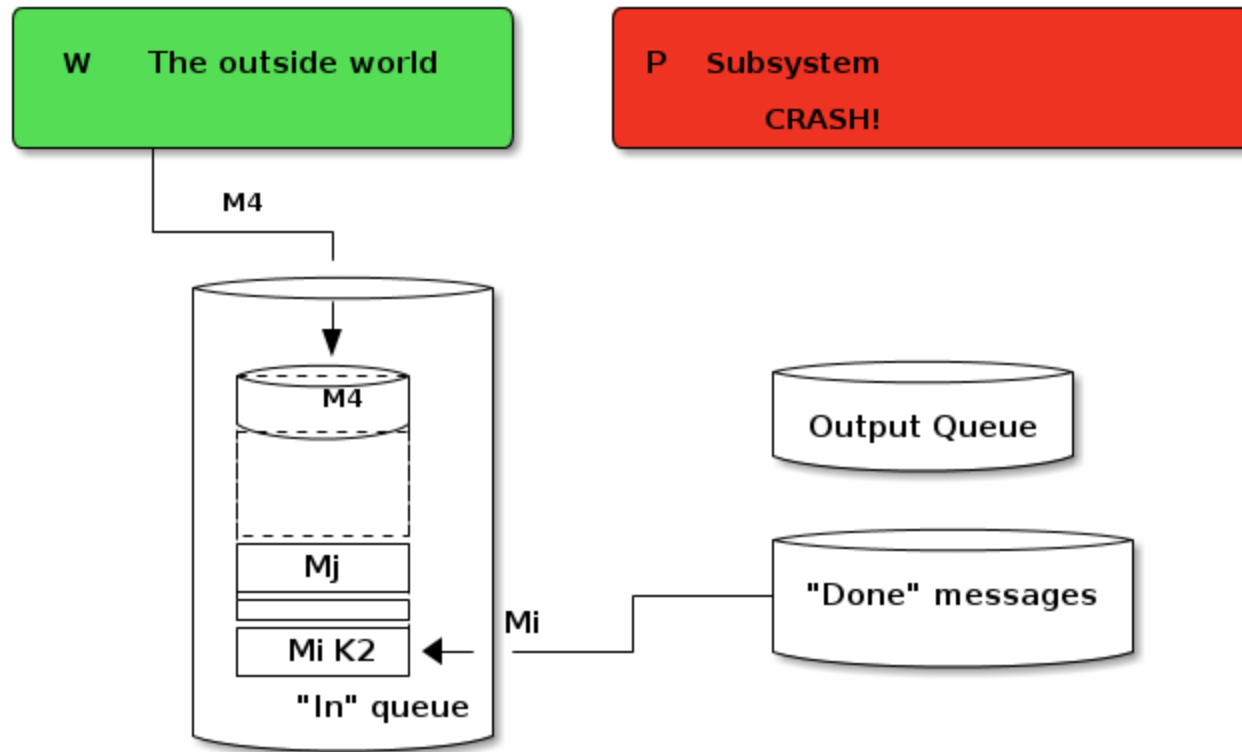 W The outside world
P Subsystem
CRASH!
M4
M4
Output Queue
Mj
"Done" messages
Mi
Mi K2
"In" queue